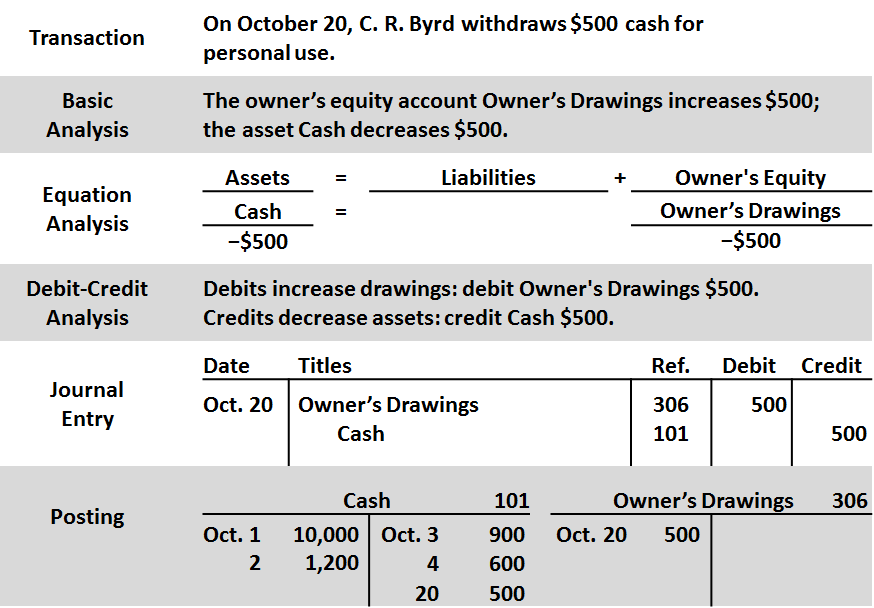 Transaction
On October 20, C. R. Byrd withdraws $500 cash for
personal use.
Basic
Analysis
The owner’s equity account Owner’s Drawings increases $500;
the asset Cash decreases $500.
Equation
Analysis
Assets = Liabilities + Owner's Equity
Cash = Owner’s Drawings
−$500 −$500
Debit-Credit
Analysis
Debits increase drawings: debit Owner's Drawings $500.
Credits decrease assets: credit Cash $500.
Journal
Entry
Date Titles Ref. Debit Credit
Oct. 20 Owner’s Drawings 306 500
Cash 101 500
Posting
Cash 101 Owner’s Drawings 306
Oct. 1 10,000 Oct. 3 900 Oct. 20 500
2 1,200 4 600
20 500